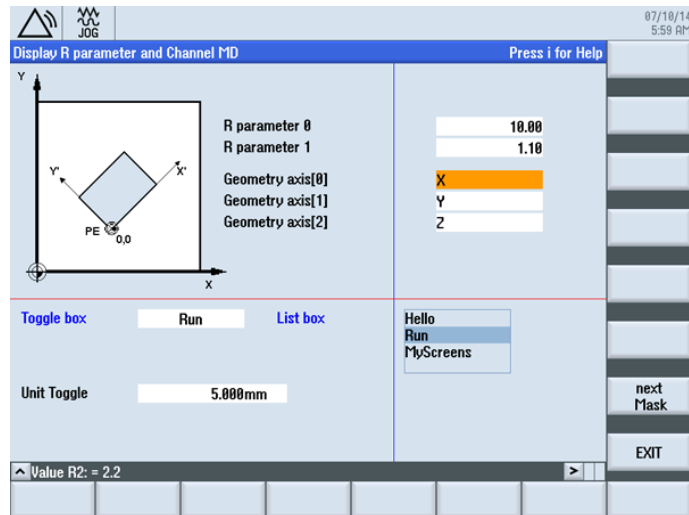 JOG
07/10/14
5:59 AM
Display R parameter and Channel MD
Press i for Help
Y
R parameter 0
10.00
R parameter 1
1.10
Y'
X'
Geometry axis[0]
X
Geometry axis[1]
Y
Geometry axis[2]
Z
PE
0,0
X
Toggle box
Run
List box
Hello
Run
MyScreens
Unit Toggle
5.000mm
next
Mask
EXIT
Value R2: = 2.2